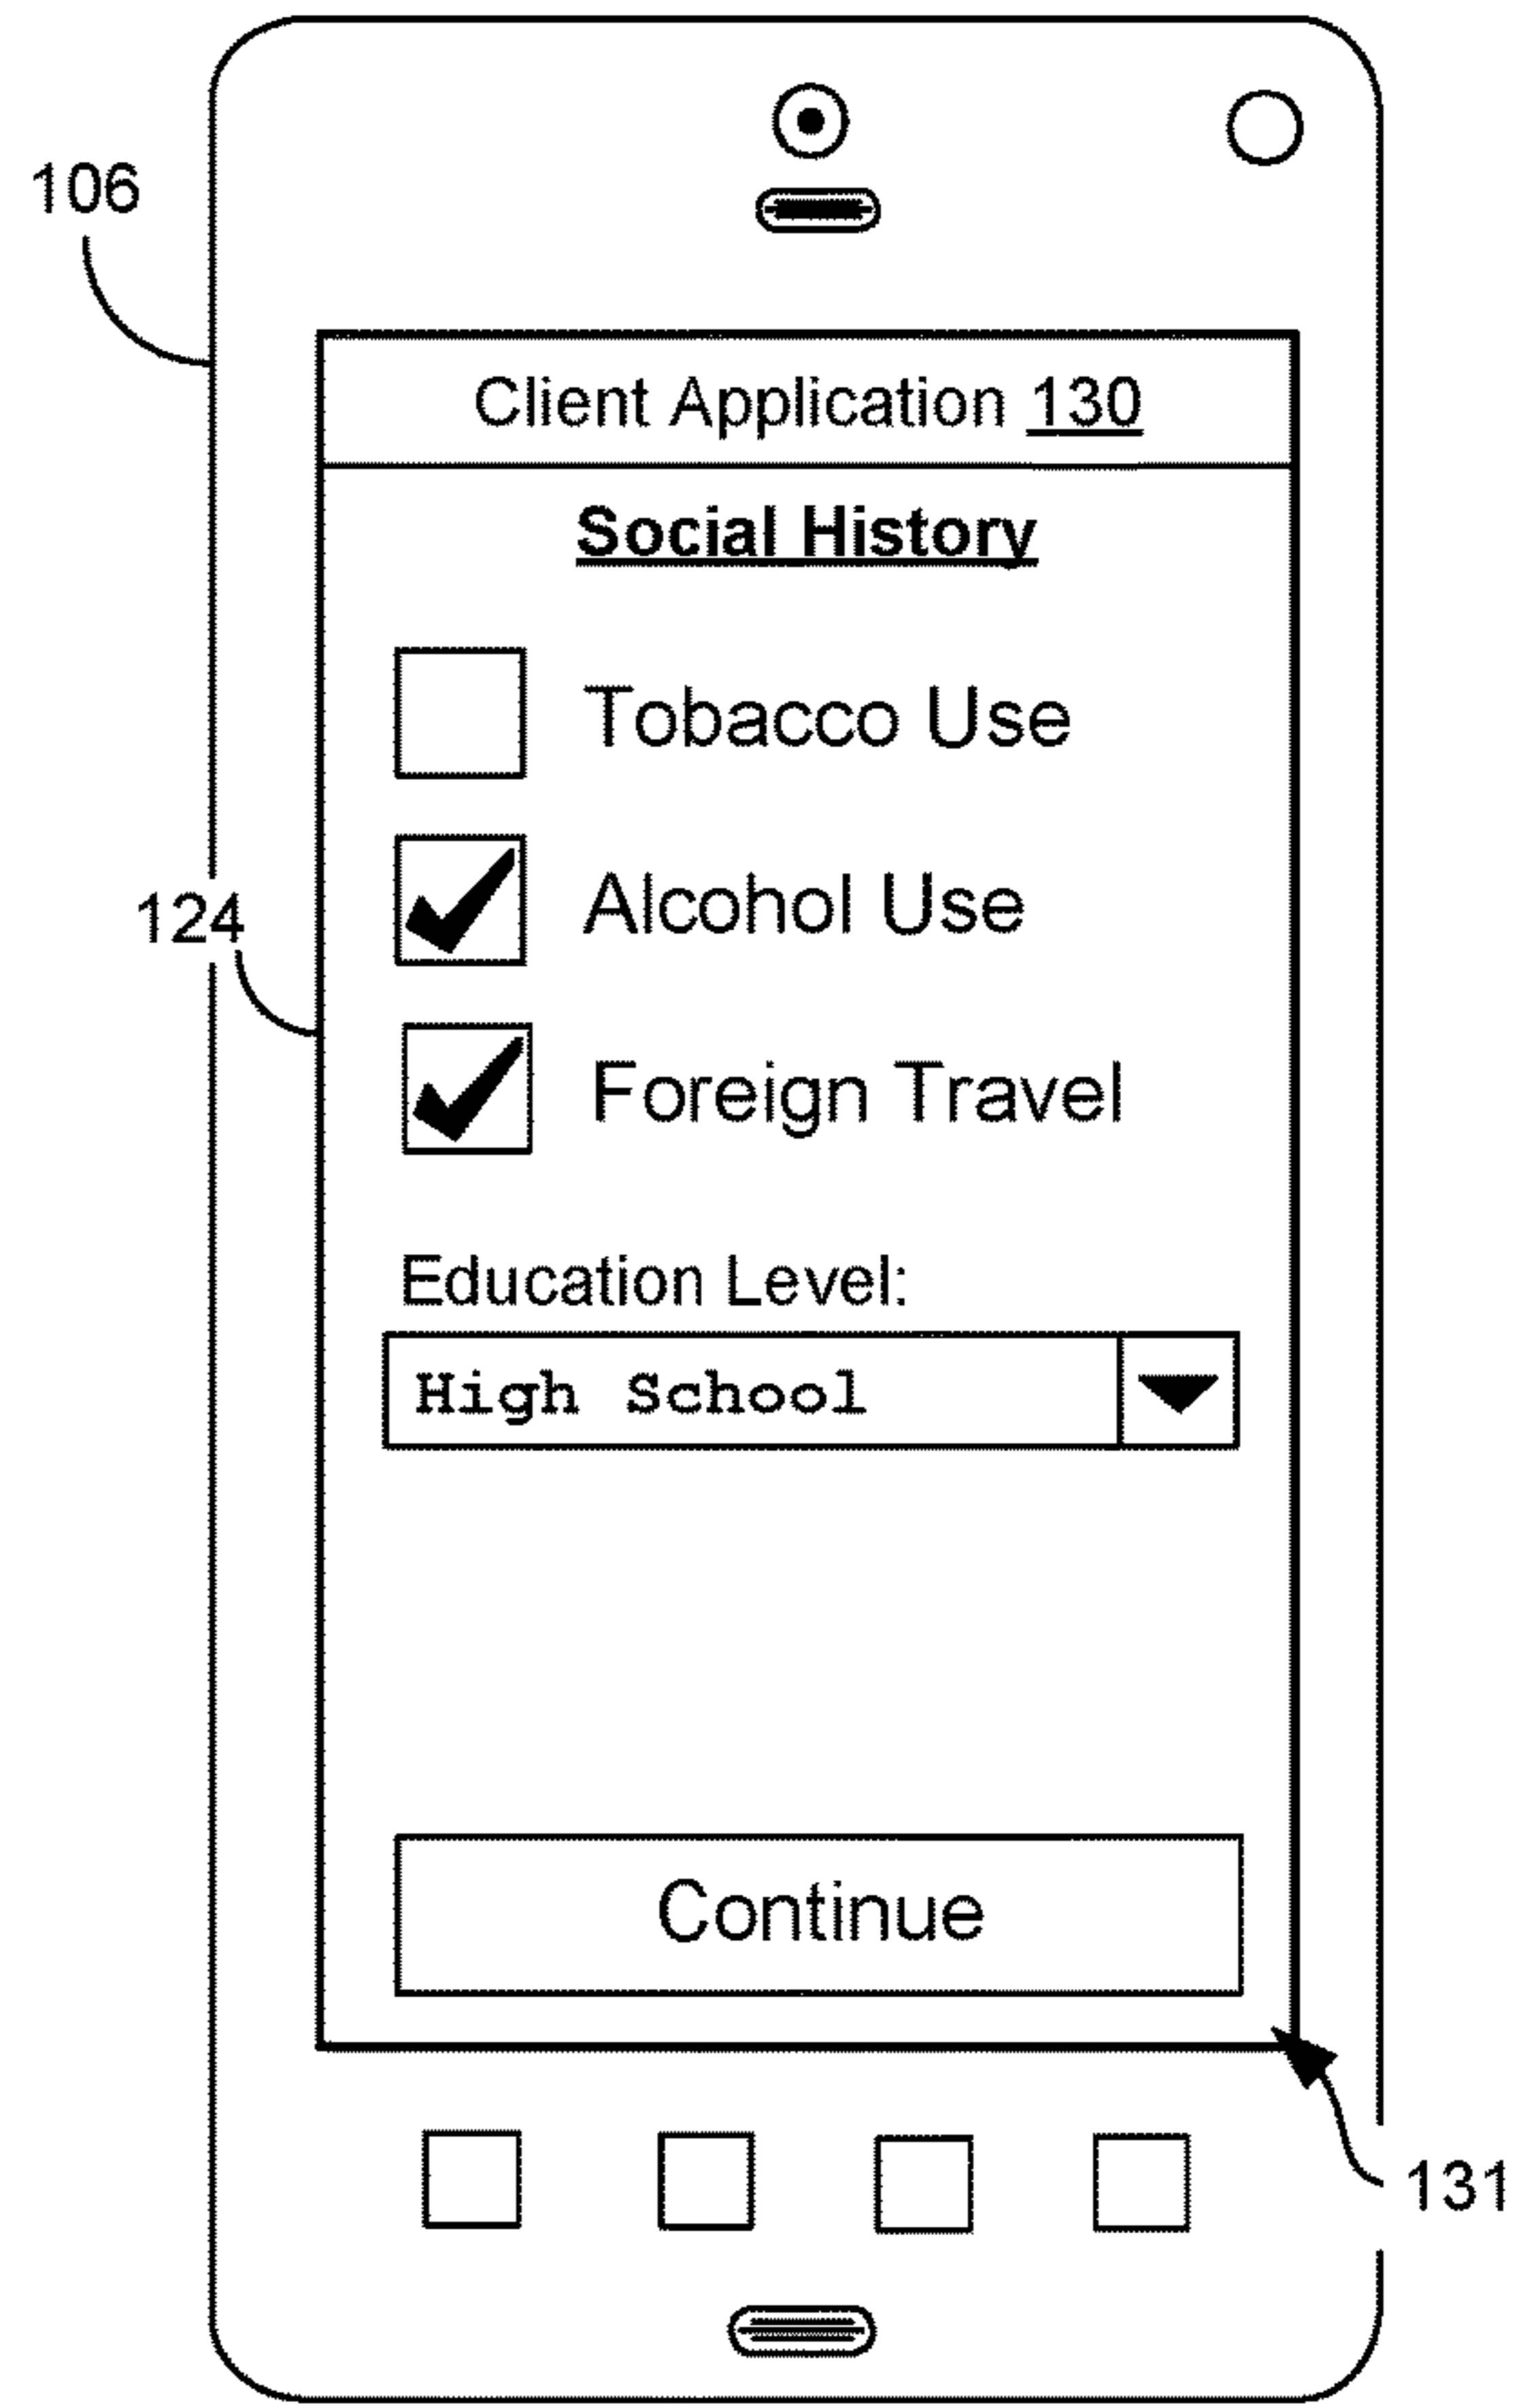 106
Client Application 130
Social History
Tobacco Use
124
Alcohol Use
Foreign Travel
Education Level:
High School
Continue
131